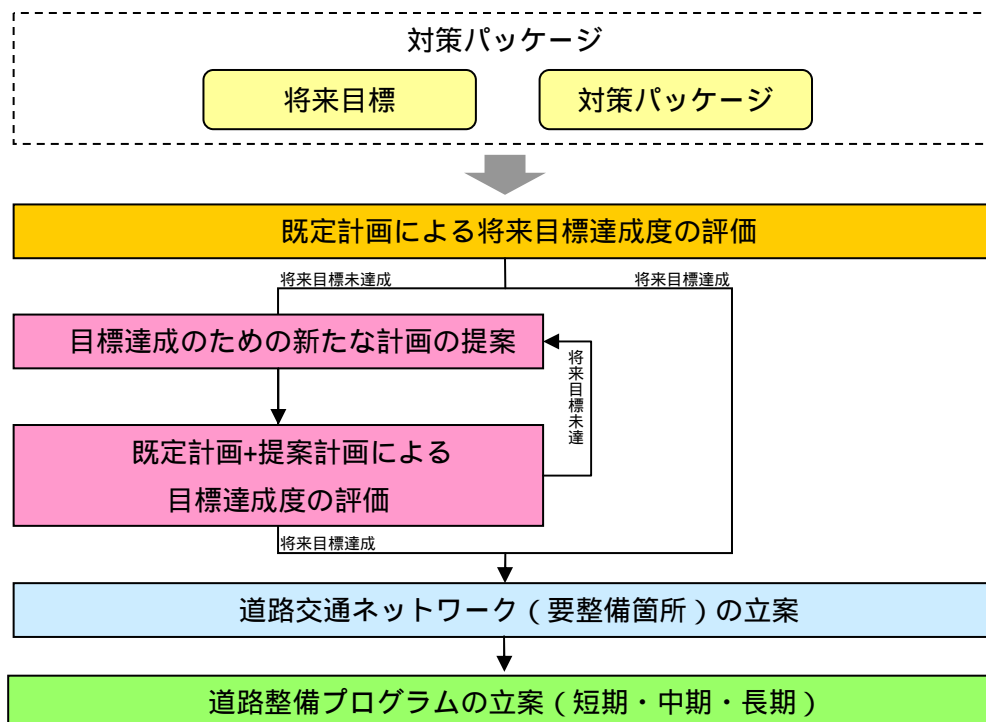 対策パッケージ
将来目標
対策パッケージ
既定計画による将来目標達成度の評価
将来目標未達成
将来目標達成
目標達成のための新たな計画の提案
将来目標未達
既定計画+提案計画による
目標達成度の評価
将来目標達成
道路交通ネットワーク（要整備箇所）の立案
道路整備プログラムの立案（短期・中期・長期）